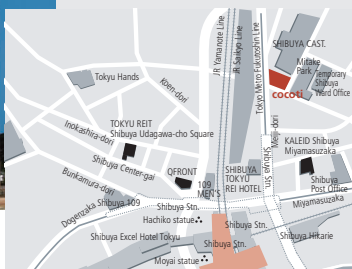 JR Yamanote Line
JR Saikyo Line
Tokyo Metro Fukutoshin Line
SHIBUYA CAST.
Mitake
Park
Temporary
Shibuya
Ward Office
cocoti
Tokyu Hands
Koen-dori
Meiji-dori
Inokashira-dori
TOKYU REIT
Shibuya Udagawa-cho Square
KALEID Shibuya
Miyamasuzaka
Shibuya Center-gai
QFRONT
SHIBUYA
TOKYU
REI HOTEL
Shibuya Stn.
Bunkamura-dori
109
MEN'S
Shibuya
Post Office
Dogenzaka
Shibuya 109
Shibuya Stn.
Miyamasuzaka
Hachiko statue
Shibuya Stn.
Shibuya Excel Hotel Tokyu
Shibuya Stn.
Shibuya Hikarie
Moyai statue